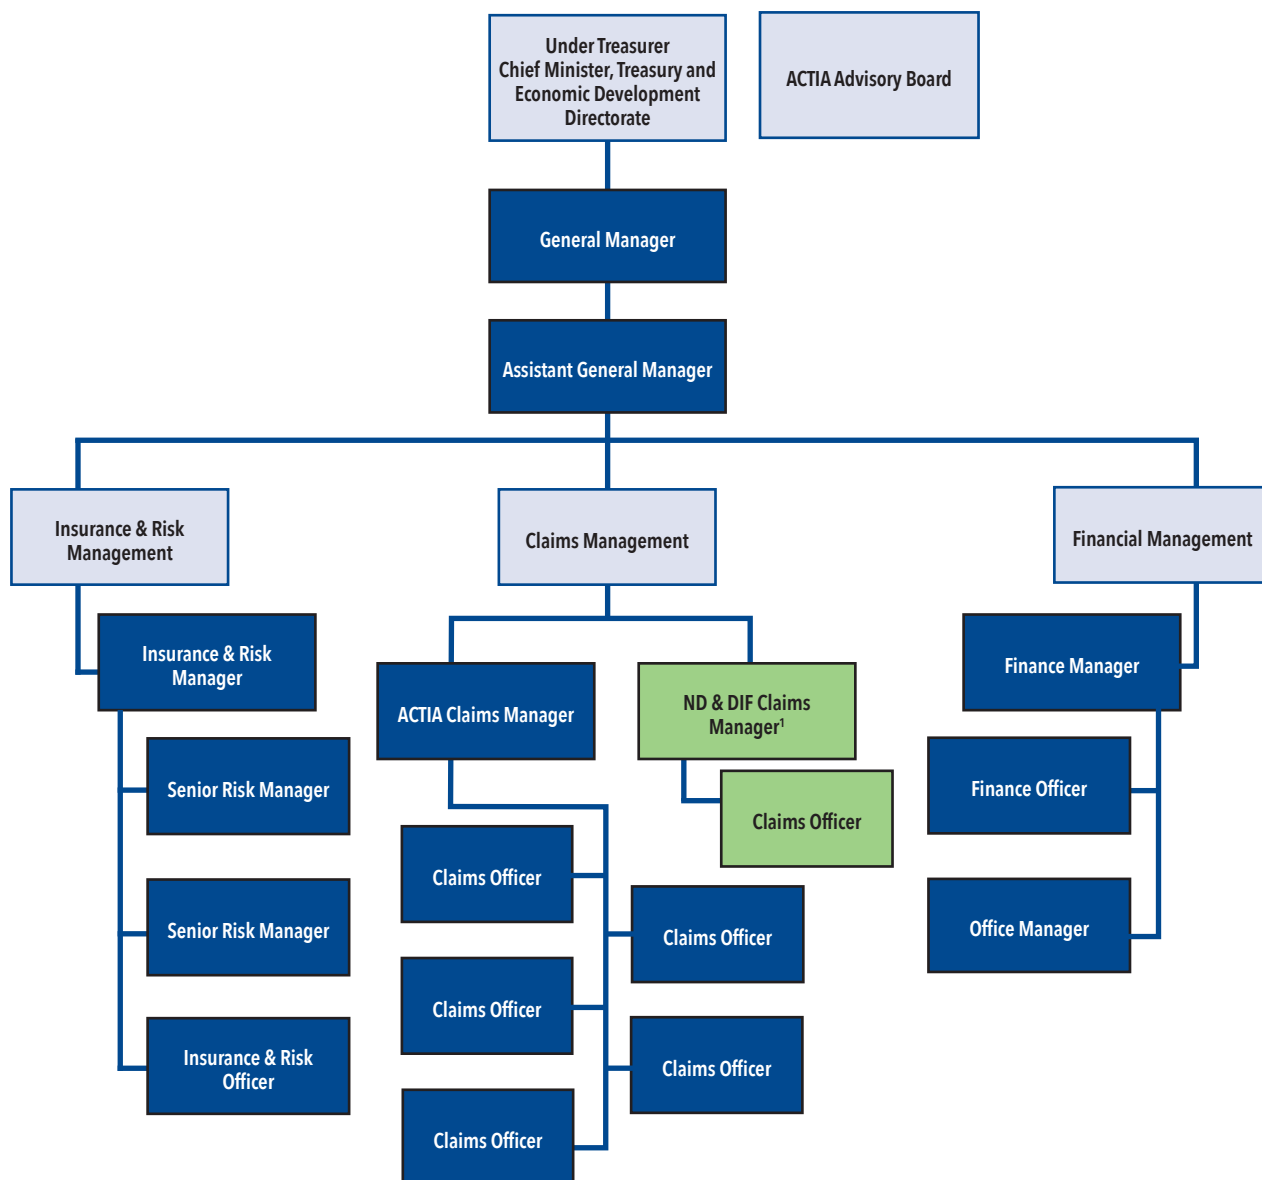 Under Treasurer
Chief Minister, Treasury and
Economic Development
Directorate
ACTIA Advisory Board
General Manager
Assistant General Manager
Insurance & Risk
Management
Claims Management
Financial Management
Insurance & Risk
Manager
Senior Risk Manager
Senior Risk Manager
Insurance & Risk
Officer
ACTIA Claims Manager
Claims Officer
Claims Officer
Claims Officer
Claims Officer
Claims Officer
ND & DIF Claims
Manager¹
Claims Officer
Finance Manager
Finance Officer
Office Manager